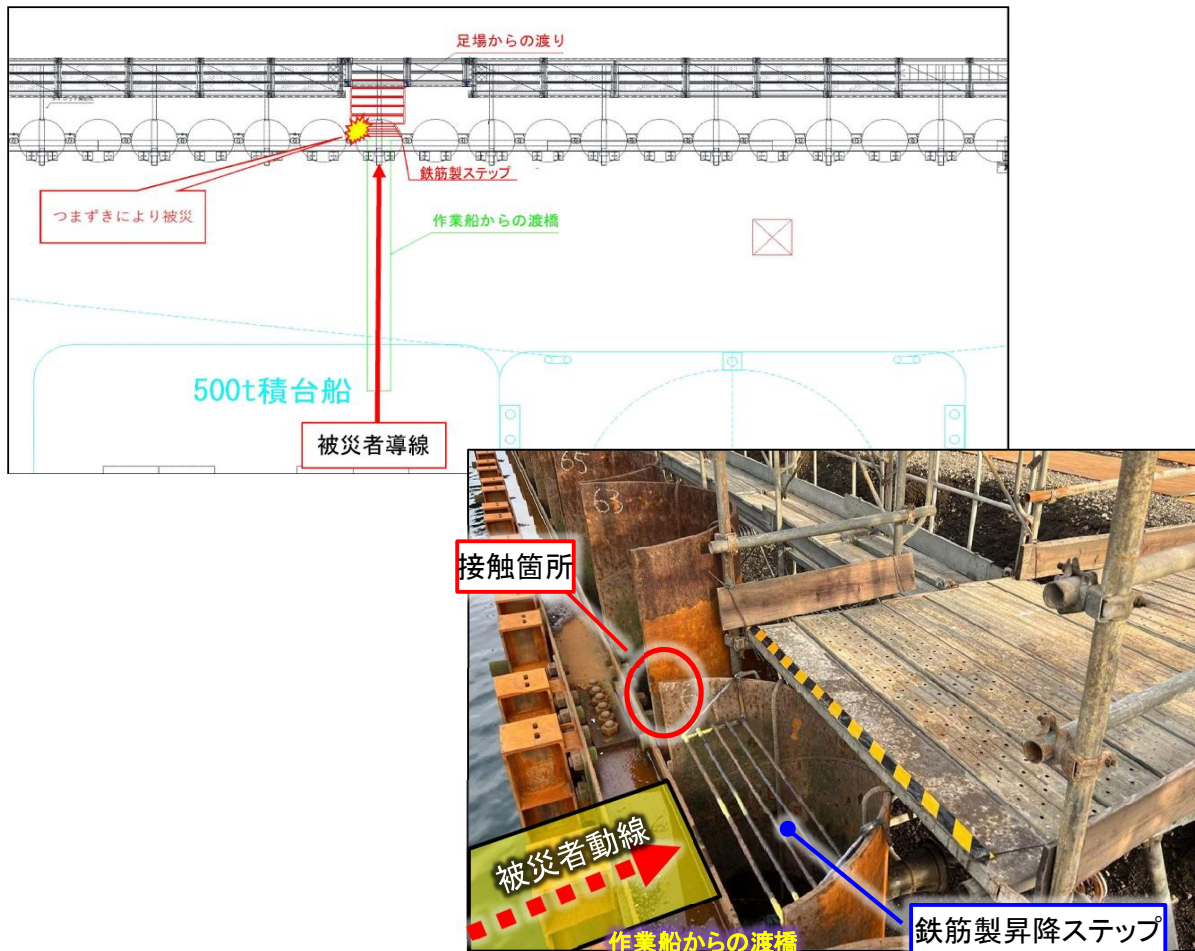 足場からの渡り
鉄筋製ステップ
つまずきにより被災
作業船からの渡橋
500t積台船
被災者導線
65
63
接触箇所
被災者動線
作業船からの渡橋
鉄筋製昇降ステップ